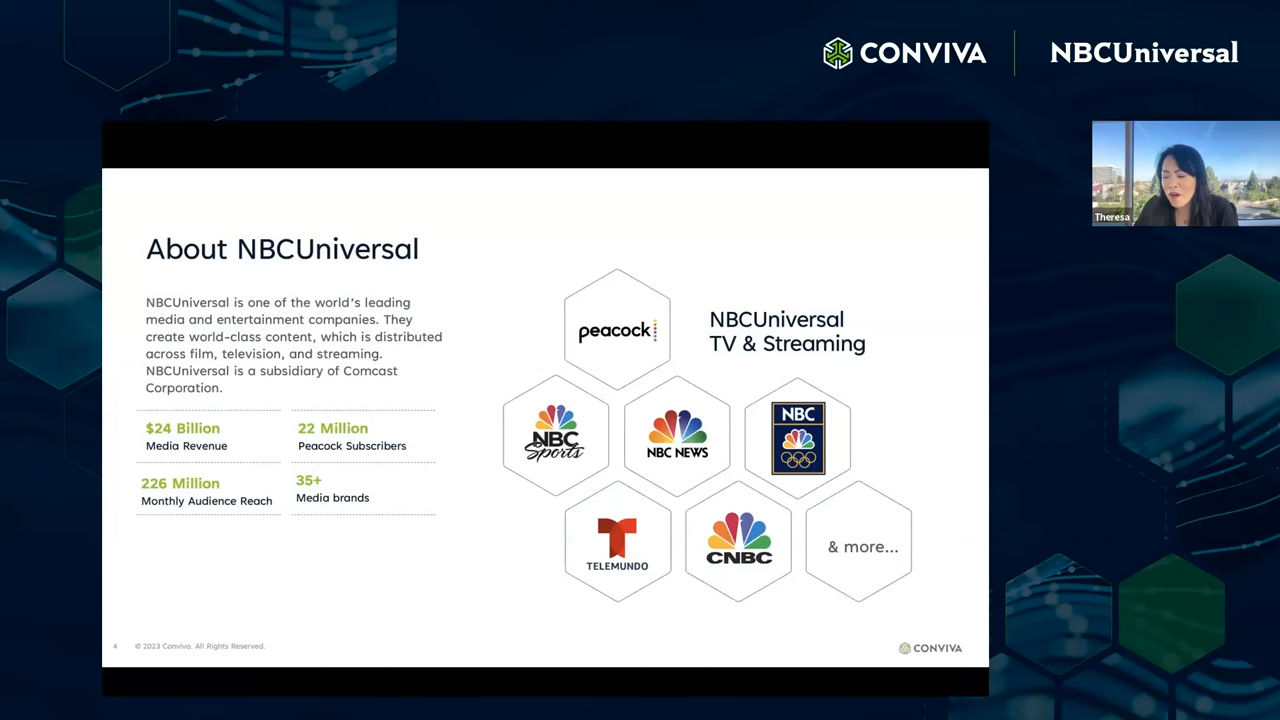 CONVIVA
NBCUniversal
Theresa
About NBCUniversal
NBCUniversal is one of the world's leading
media and entertainment companies. They
create world-class content, which is distributed
across film, television, and streaming.
NBCUniversal is a subsidiary of Comcast
Corporation.
$24 Billion
Media Revenue
22 Million
Peacock Subscribers
226 Million
Monthly Audience Reach
35+
Media brands
peacock
NBCUniversal
TV & Streaming
NBC
Sports
NBC NEWS
NBC
TELEMUNDO
CNBC
& more...
4
© 2023 Conviva. All Rights Reserved.
CONVIVA